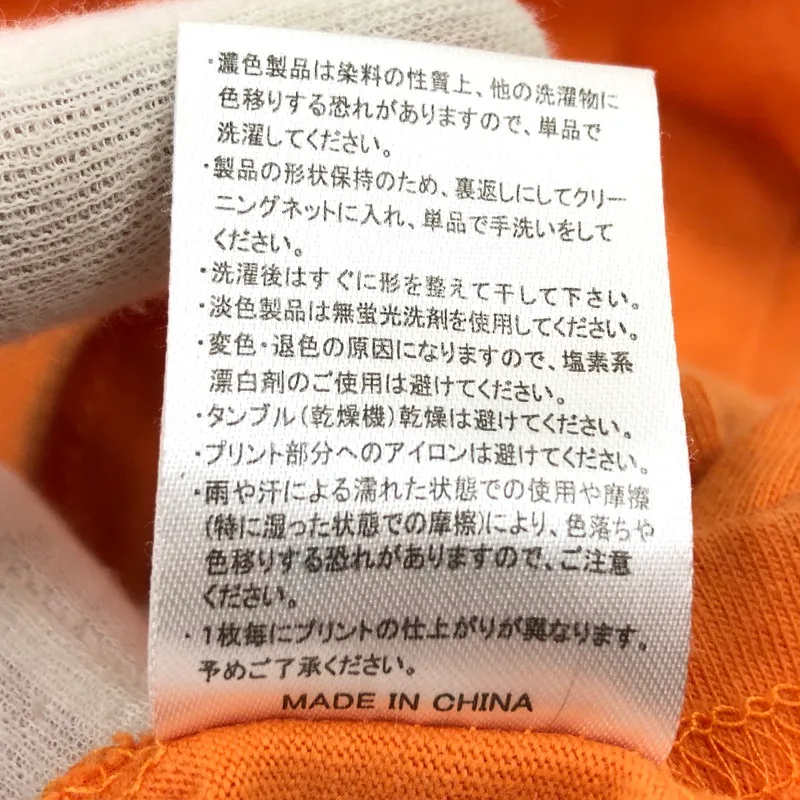 ・濃色製品は染料の性質上、他の洗濯物に
色移りする恐れがありますので、単品で
洗濯してください。
・製品の形状保持のため、裏返しにしてクリー
ニングネットに入れ、単品で手洗いをして
ください。
・洗濯後はすぐに形を整えて干して下さい。
・淡色製品は無蛍光洗剤を使用してください。
・変色・退色の原因になりますので、塩素系
漂白剤のご使用は避けてください。
・タンブル(乾燥機)乾燥は避けてください。
・プリント部分へのアイロンは避けてください。
・雨や汗による濡れた状態での使用や摩擦
(特に湿った状態での摩擦)により、色落ちや
色移りする恐れがありますので、ご注意
ください。
・1枚毎にプリントの仕上がりが異なります。
予めご了承ください。
MADE IN CHINA